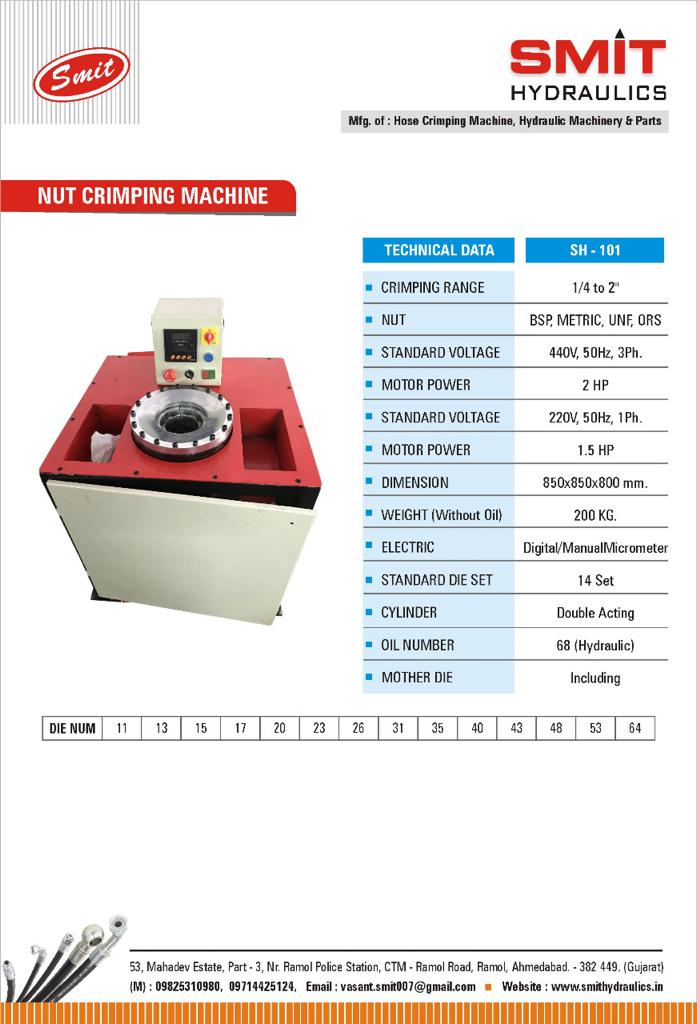 Smit
SMIT
HYDRAULICS
Mfg. of : Hose Crimping Machine, Hydraulic Machinery & Parts
NUT CRIMPING MACHINE
TECHNICAL DATA SH - 101
CRIMPING RANGE 1/4 to 2"
NUT BSP, METRIC, UNF, ORS
STANDARD VOLTAGE 440V, 50Hz, 3Ph.
MOTOR POWER 2 HP
STANDARD VOLTAGE 220V, 50Hz, 1Ph.
MOTOR POWER 1.5 HP
DIMENSION 850x850x800 mm.
WEIGHT (Without Oil) 200 KG.
ELECTRIC Digital/ManualMicrometer
STANDARD DIE SET 14 Set
CYLINDER Double Acting
OIL NUMBER 68 (Hydraulic)
MOTHER DIE Including
DIE NUM 11 13 15 17 20 23 26 31 35 40 43 48 53 64
53, Mahadev Estate, Part - 3, Nr. Ramol Police Station, CTM - Ramol Road, Ramol, Ahmedabad. - 382 449. (Gujarat)
(M) : 09825310980, 09714425124, Email : vasant.smit007@gmail.com Website : www.smithydraulics.in